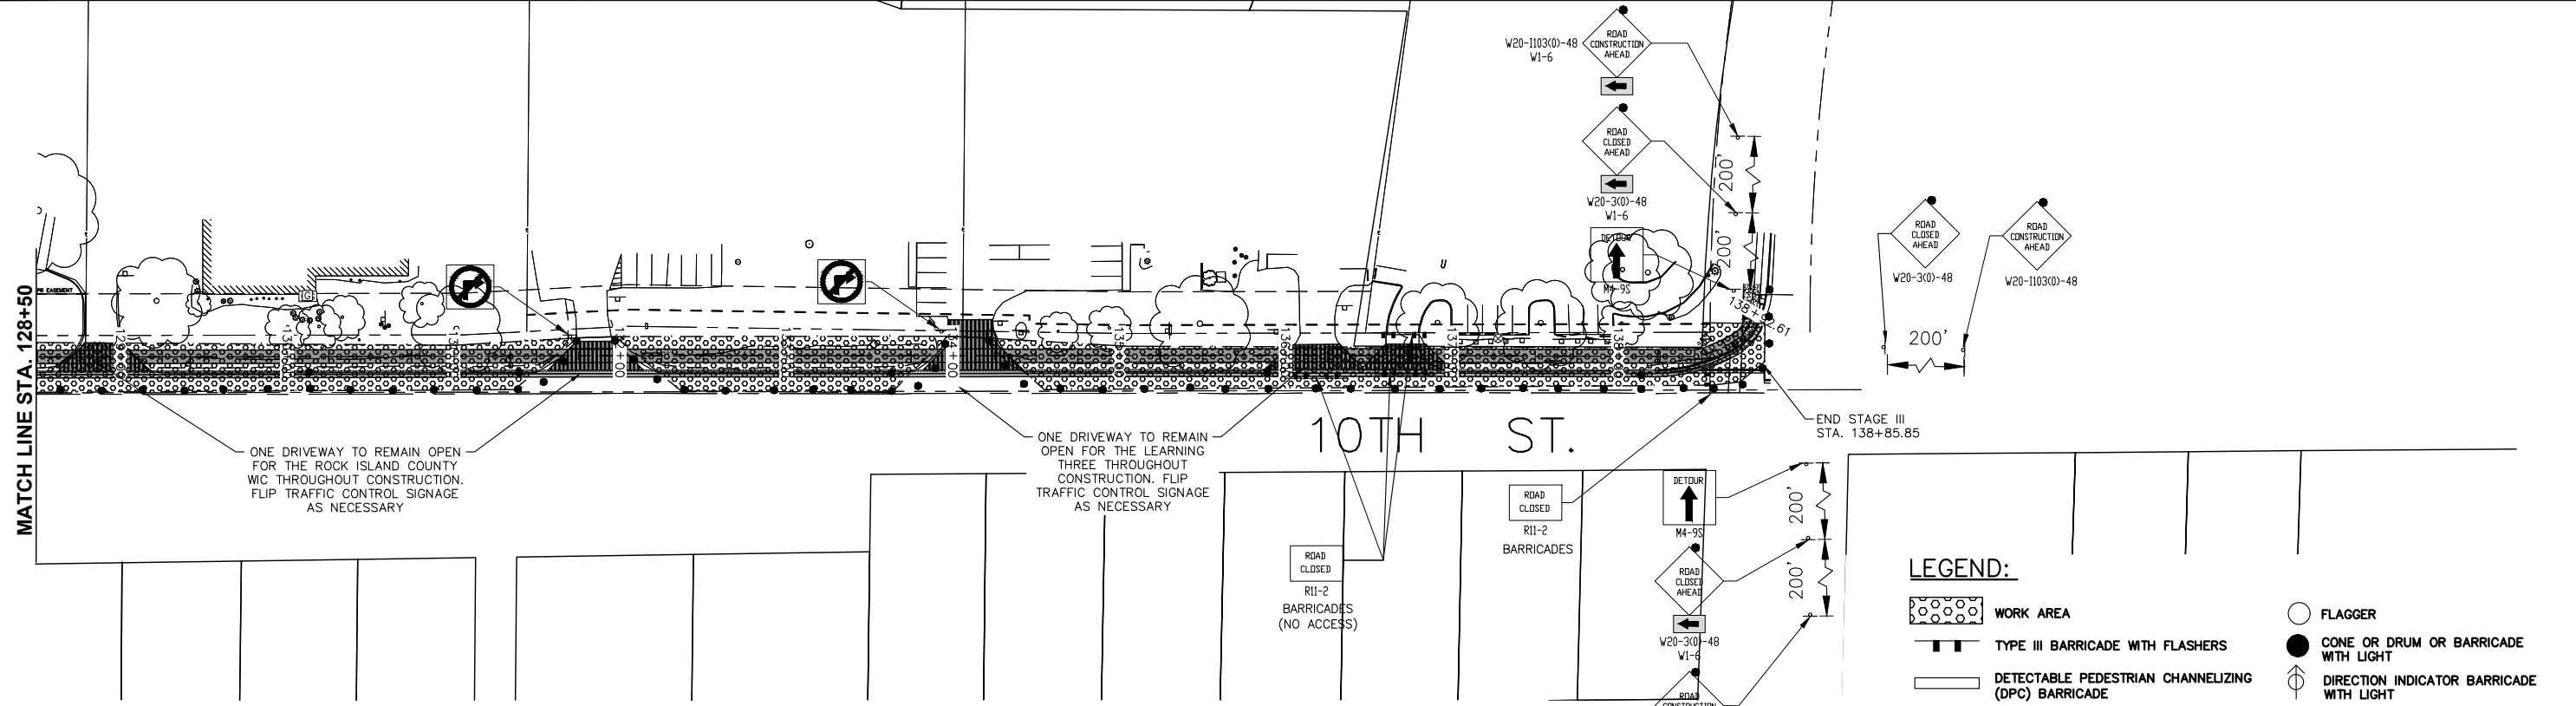 MATCH LINE STA. 128+50
ROAD
CONSTRUCTION
AHEAD
W20-I103(O)-48
W1-6
ROAD
CLOSED
AHEAD
W20-3(O)-48
W1-6
DETOUR
M4-9S
200'
200'
138+92.61
ROAD
CLOSED
AHEAD
W20-3(O)-48
ROAD
CONSTRUCTION
AHEAD
W20-I103(O)-48
200'
ONE DRIVEWAY TO REMAIN OPEN
FOR THE ROCK ISLAND COUNTY
WIC THROUGHOUT CONSTRUCTION.
FLIP TRAFFIC CONTROL SIGNAGE
AS NECESSARY
ONE DRIVEWAY TO REMAIN
OPEN FOR THE LEARNING
THREE THROUGHOUT
CONSTRUCTION. FLIP
TRAFFIC CONTROL SIGNAGE
AS NECESSARY
10TH ST.
END STAGE III
STA. 138+85.85
ROAD
CLOSED
R11-2
BARRICADES
(NO ACCESS)
ROAD
CLOSED
R11-2
BARRICADES
DETOUR
M4-9S
ROAD
CLOSED
AHEAD
W20-3(O)-48
W1-6
200'
200'
ROAD
CONSTRUCTION
LEGEND:
WORK AREA
TYPE III BARRICADE WITH FLASHERS
DETECTABLE PEDESTRIAN CHANNELIZING
(DPC) BARRICADE
FLAGGER
CONE OR DRUM OR BARRICADE
WITH LIGHT
DIRECTION INDICATOR BARRICADE
WITH LIGHT